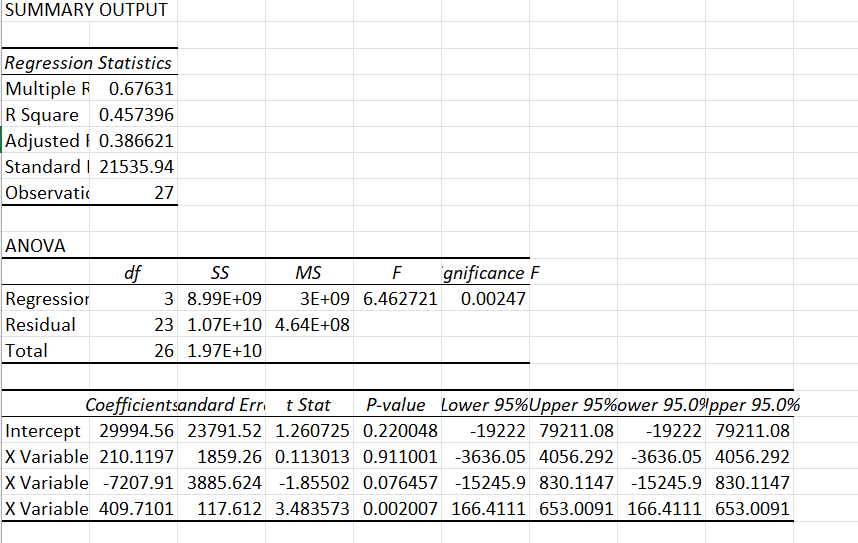 SUMMARY OUTPUT
Regression Statistics
Multiple R 0.67631
R Square 0.457396
Adjusted R 0.386621
Standard E 21535.94
Observatio 27
ANOVA
df SS MS F ignificance F
Regression 3 8.99E+09 3E+09 6.462721 0.00247
Residual 23 1.07E+10 4.64E+08
Total 26 1.97E+10
Coefficients andard Erro t Stat P-value Lower 95% Upper 95% ower 95.0% Upper 95.0%
Intercept 29994.56 23791.52 1.260725 0.220048 -19222 79211.08 -19222 79211.08
X Variable 210.1197 1859.26 0.113013 0.911001 -3636.05 4056.292 -3636.05 4056.292
X Variable -7207.91 3885.624 -1.85502 0.076457 -15245.9 830.1147 -15245.9 830.1147
X Variable 409.7101 117.612 3.483573 0.002007 166.4111 653.0091 166.4111 653.0091